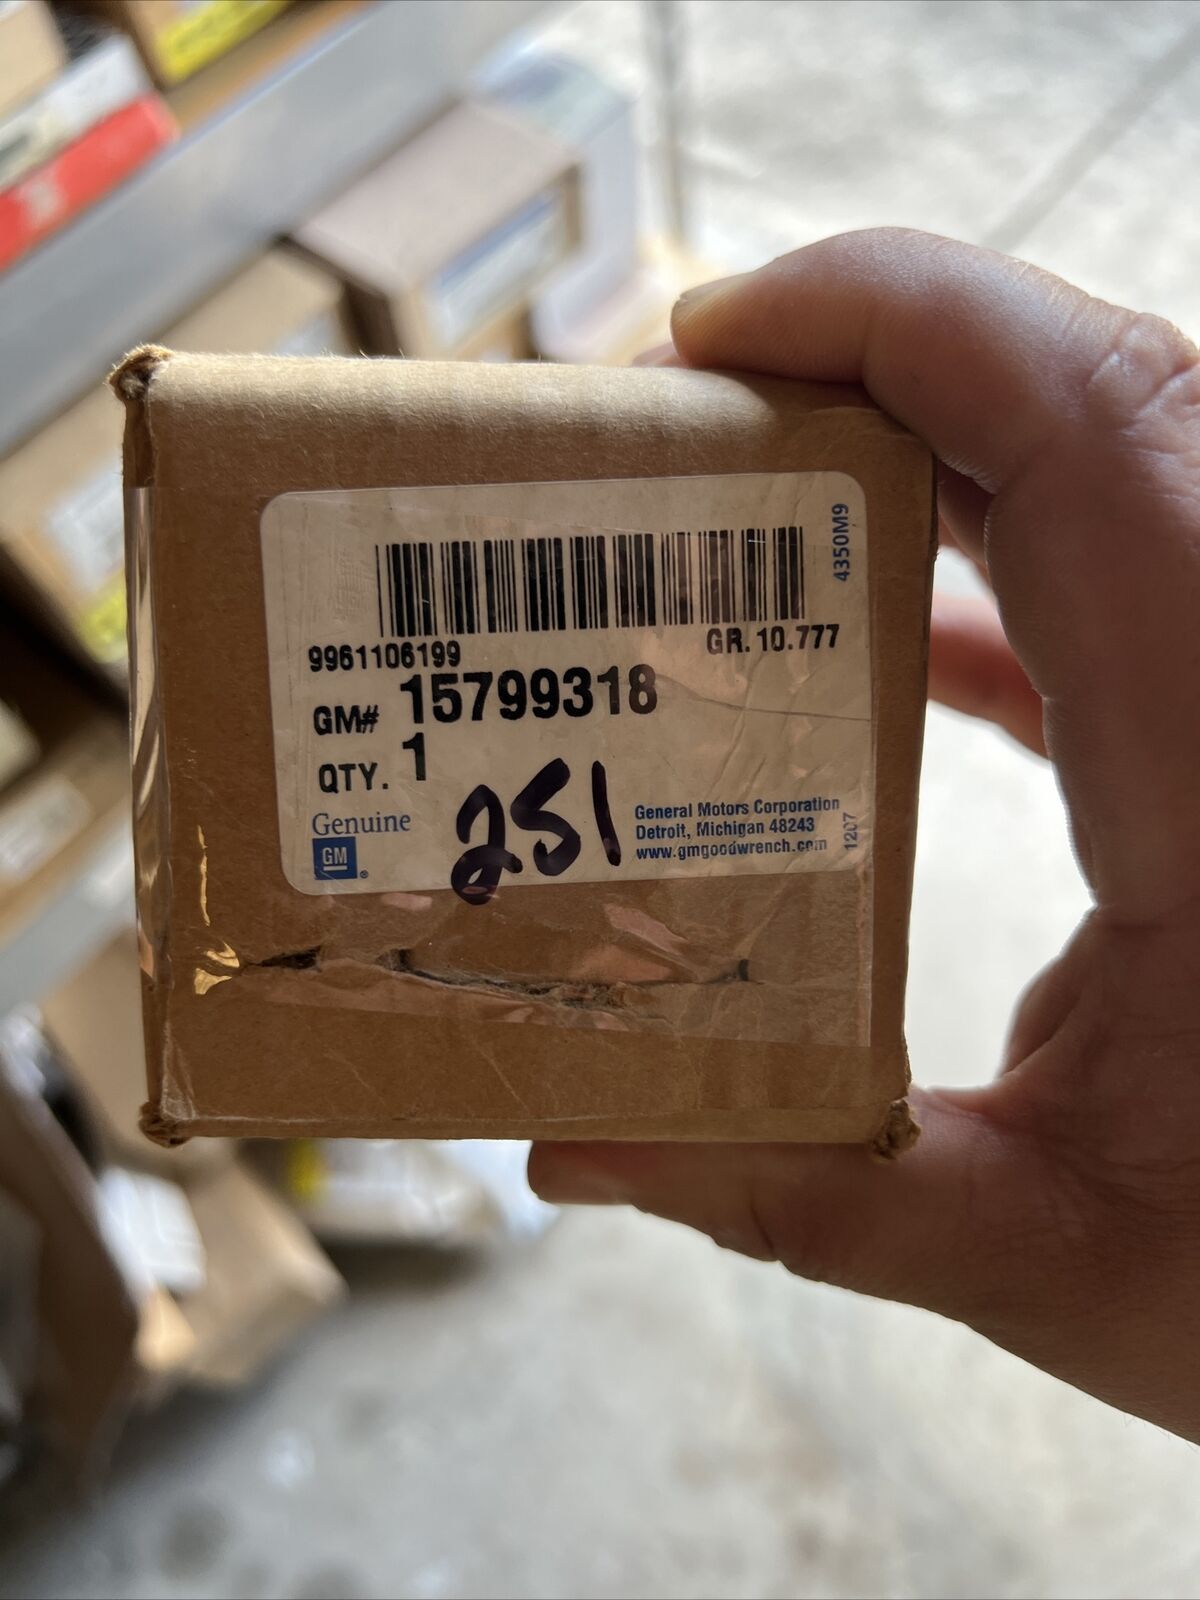 4350M9
9961106199 GR. 10.777
GM# 15799318
QTY. 1
251
Genuine
GM ®
General Motors Corporation
Detroit, Michigan 48243
www.gmgoodwrench.com
1207